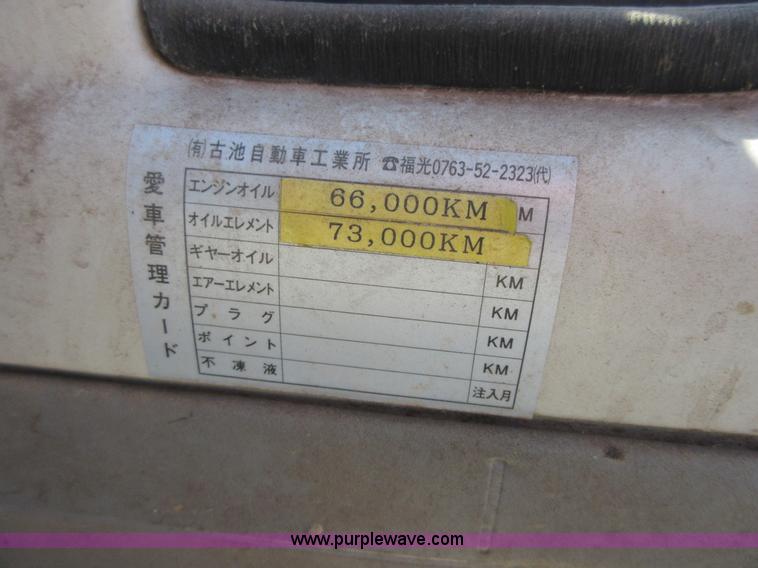 (有)古池自動車工業所 ☎福光0763-52-2323(代)
愛車管理カード
エンジンオイル 66,000KM M
オイルエレメント 73,000KM
ギヤーオイル KM
エアーエレメント KM
プラグ KM
ポイント KM
不凍液 注入月
www.purplewave.com